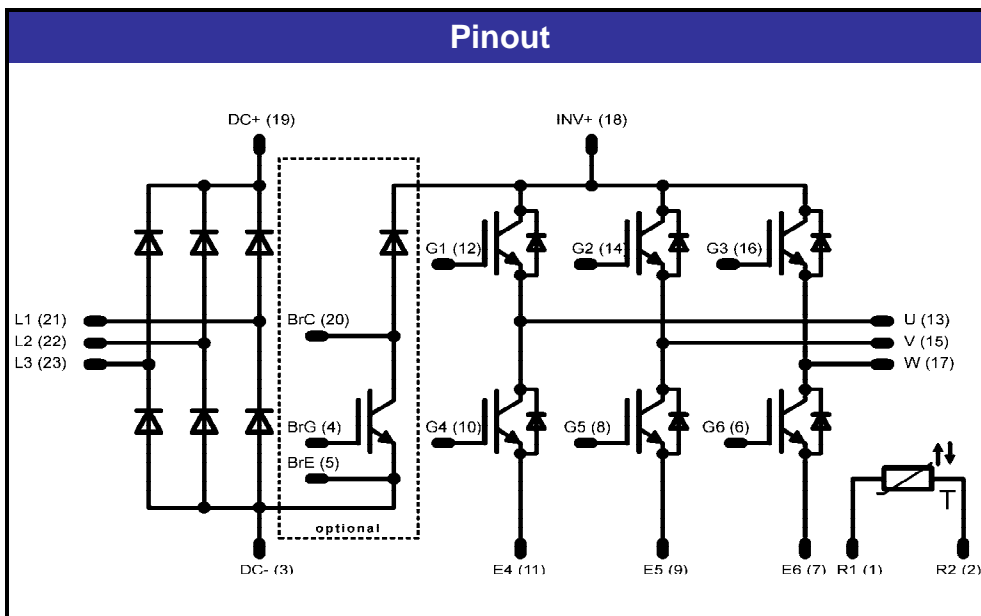 Pinout
DC+ (19)
INV+ (18)
G1 (12)
G2 (14)
G3 (16)
L1 (21)
BrC (20)
U (13)
L2 (22)
V (15)
L3 (23)
W (17)
BrG (4)
G4 (10)
G5 (8)
G6 (6)
BrE (5)
T
optional
DC- (3)
E4 (11)
E5 (9)
E6 (7)
R1 (1)
R2 (2)